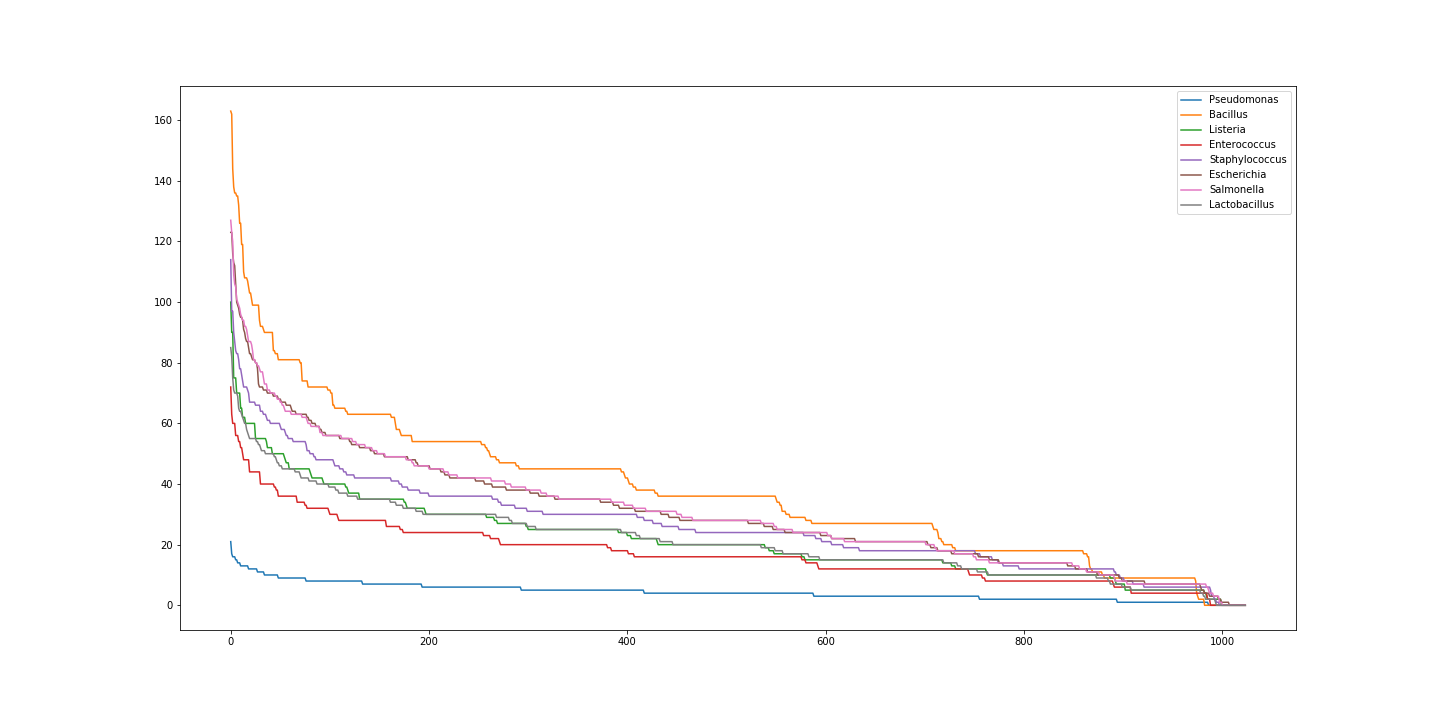 Pseudomonas
Bacillus
Listeria
Enterococcus
Staphylococcus
Escherichia
Salmonella
Lactobacillus
160
140
120
100
80
60
40
20
0
0 200 400 600 800 1000